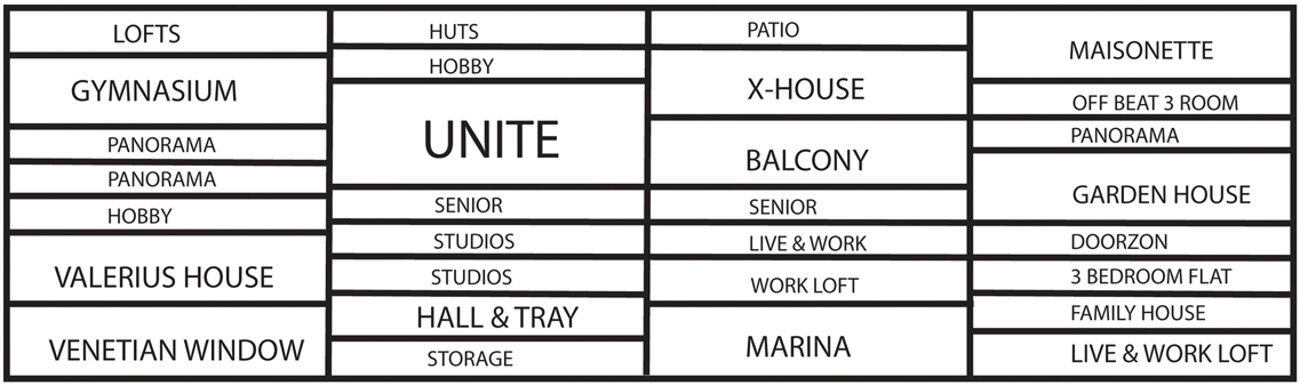 LOFTS
GYMNASIUM
PANORAMA
PANORAMA
HOBBY
VALERIUS HOUSE
VENETIAN WINDOW
HUTS
HOBBY
UNITE
SENIOR
STUDIOS
STUDIOS
HALL & TRAY
STORAGE
PATIO
X-HOUSE
BALCONY
SENIOR
LIVE & WORK
WORK LOFT
MARINA
MAISONETTE
OFF BEAT 3 ROOM
PANORAMA
GARDEN HOUSE
DOORZON
3 BEDROOM FLAT
FAMILY HOUSE
LIVE & WORK LOFT